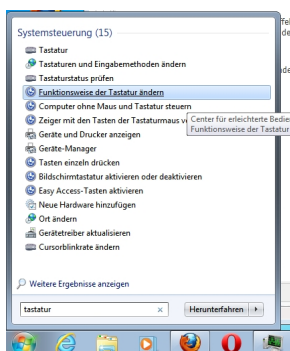 Systemsteuerung (15)
Tastatur
Tastaturen und Eingabemethoden ändern
Tastaturstatus prüfen
Funktionsweise der Tastatur ändern
Computer ohne Maus und Tastatur steuern
Zeiger mit den Tasten der Tastaturmaus
Center für erleichterte Bedie
Funktionsweise der Tastatur
Geräte und Drucker anzeigen
Geräte-Manager
Tasten einzeln drücken
Bildschirmtastatur aktivieren oder deaktivieren
Easy Access-Tasten aktivieren
Neue Hardware hinzufügen
Ort ändern
Gerätetreiber aktualisieren
Cursorblinkrate ändern
Weitere Ergebnisse anzeigen
tastatur
Herunterfahren